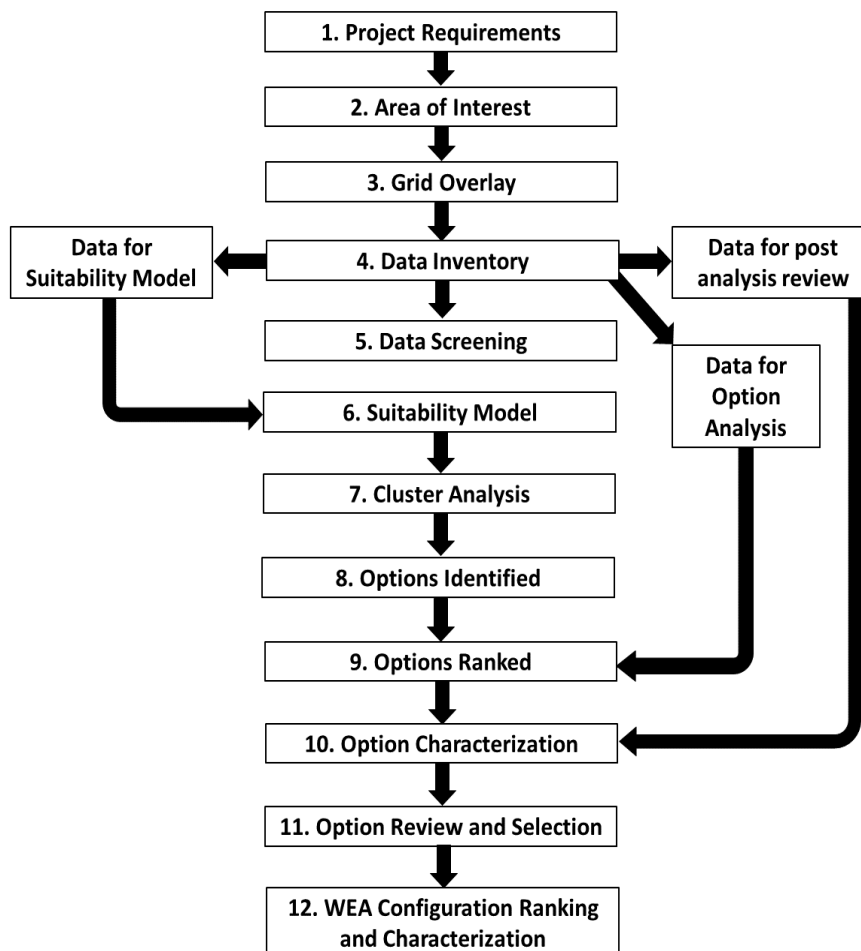 1. Project Requirements
2. Area of Interest
3. Grid Overlay
Data for
Suitability Model
4. Data Inventory
Data for post
analysis review
5. Data Screening
Data for
Option
Analysis
6. Suitability Model
7. Cluster Analysis
8. Options Identified
9. Options Ranked
10. Option Characterization
11. Option Review and Selection
12. WEA Configuration Ranking
and Characterization